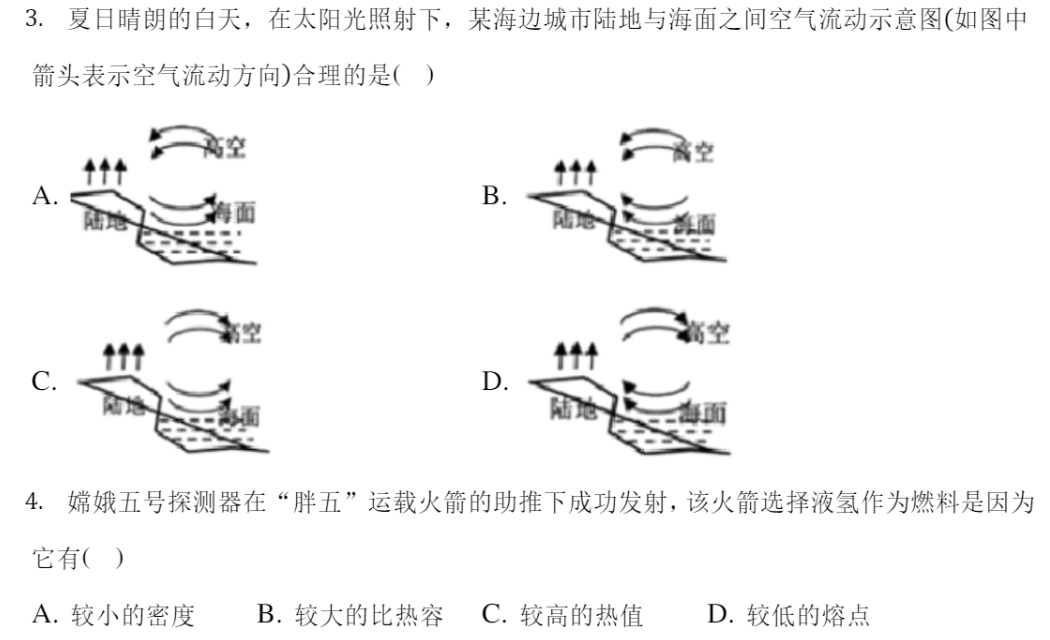 3. 夏日晴朗的白天，在太阳光照射下，某海边城市陆地与海面之间空气流动示意图(如图中
箭头表示空气流动方向)合理的是( )
高空
A.
陆地
海面
高空
B.
陆地
海面
高空
C.
陆地
海面
高空
D.
陆地
海面
4. 嫦娥五号探测器在“胖五”运载火箭的助推下成功发射，该火箭选择液氢作为燃料是因为
它有( )
A. 较小的密度 B. 较大的比热容 C. 较高的热值 D. 较低的熔点